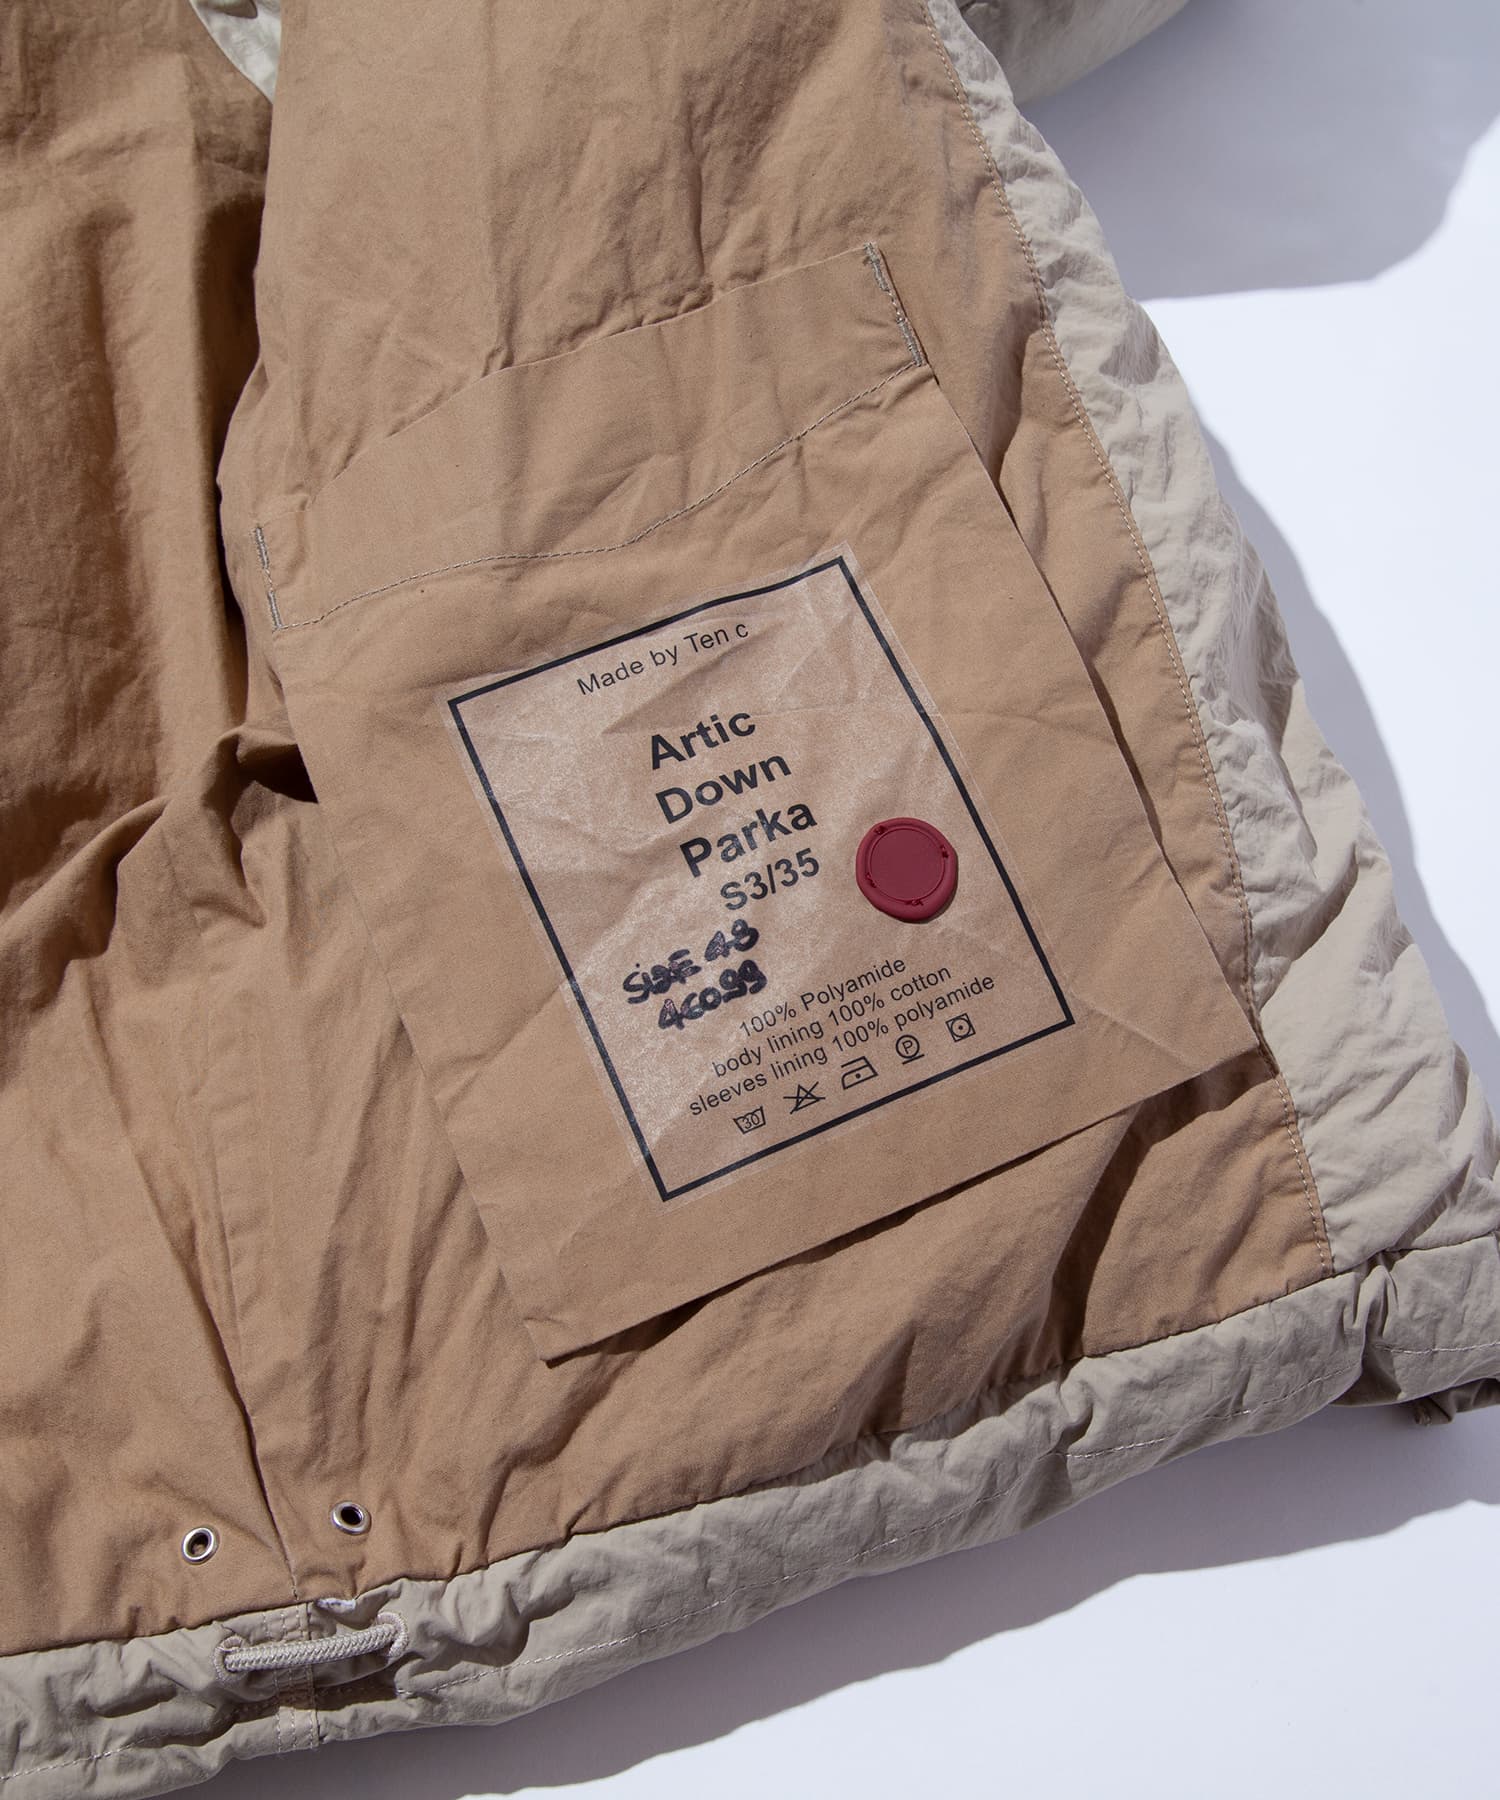 Made by Ten c
Artic
Down
Parka
S3/35
SIZE 48
46099
100% Polyamide
body lining 100% cotton
sleeves lining 100% polyamide
30 P